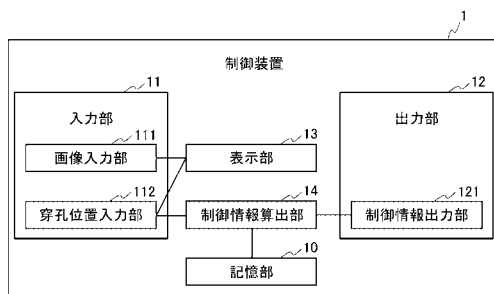 1
制御装置
11
入力部
111
画像入力部
112
穿孔位置入力部
13
表示部
14
制御情報算出部
10
記憶部
12
出力部
121
制御情報出力部